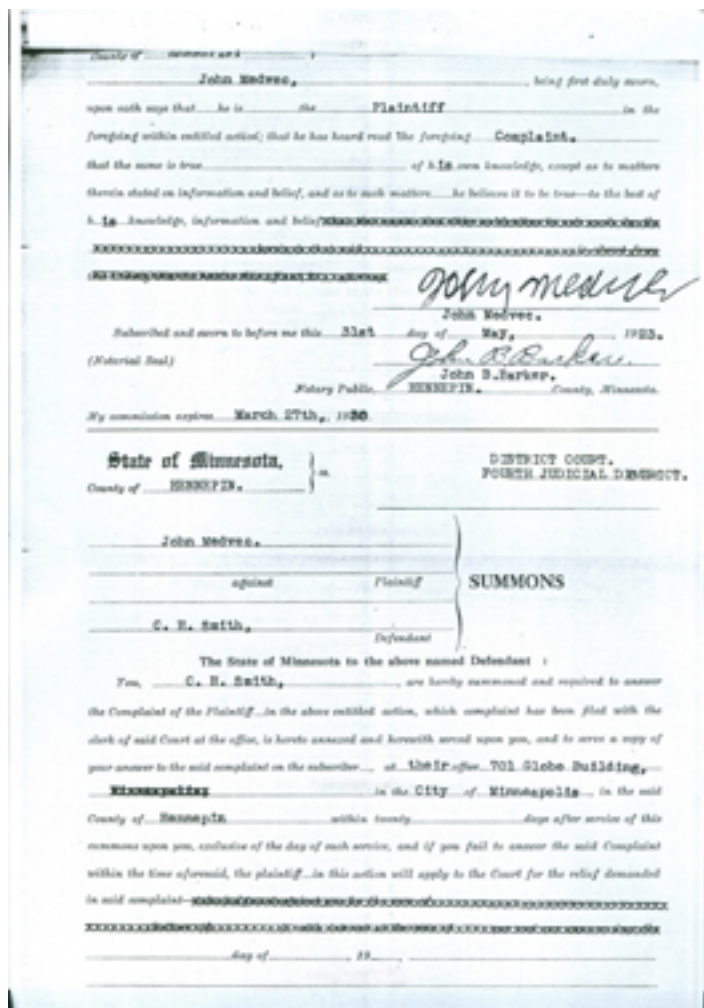 County of
John Medvec, being first duly sworn,
upon oath says that he is the Plaintiff in the
foregoing within entitled action; that he has heard read the foregoing Complaint.
that the same is true of his own knowledge, except as to matters
therein stated on information and belief, and as to such matters he believes it to be true—to the best of
his knowledge, information and belief
John Medvec
John Medvec.
Subscribed and sworn to before me this 31st day of May, 1923.
(Notarial Seal) John B. Barker.
John B. Barker.
Notary Public, HENNEPIN. County, Minnesota.
My commission expires March 27th, 1930
State of Minnesota, } ss. DISTRICT COURT.
County of HENNEPIN. FOURTH JUDICIAL DISTRICT.
John Medvec.
against Plaintiff SUMMONS
C. H. Smith,
Defendant
The State of Minnesota to the above named Defendant :
You, C. H. Smith, are hereby summoned and required to answer
the Complaint of the Plaintiff in the above entitled action, which complaint has been filed with the
clerk of said Court at the office, is hereto annexed and herewith served upon you, and to serve a copy of
your answer to the said complaint on the subscriber at their office 701 Globe Building,
Minneapolis in the City of Minneapolis in the said
County of Hennepin within twenty days after service of this
summons upon you, exclusive of the day of such service, and if you fail to answer the said Complaint
within the time aforesaid, the plaintiff in this action will apply to the Court for the relief demanded
in said complaint
day of , 19 ,